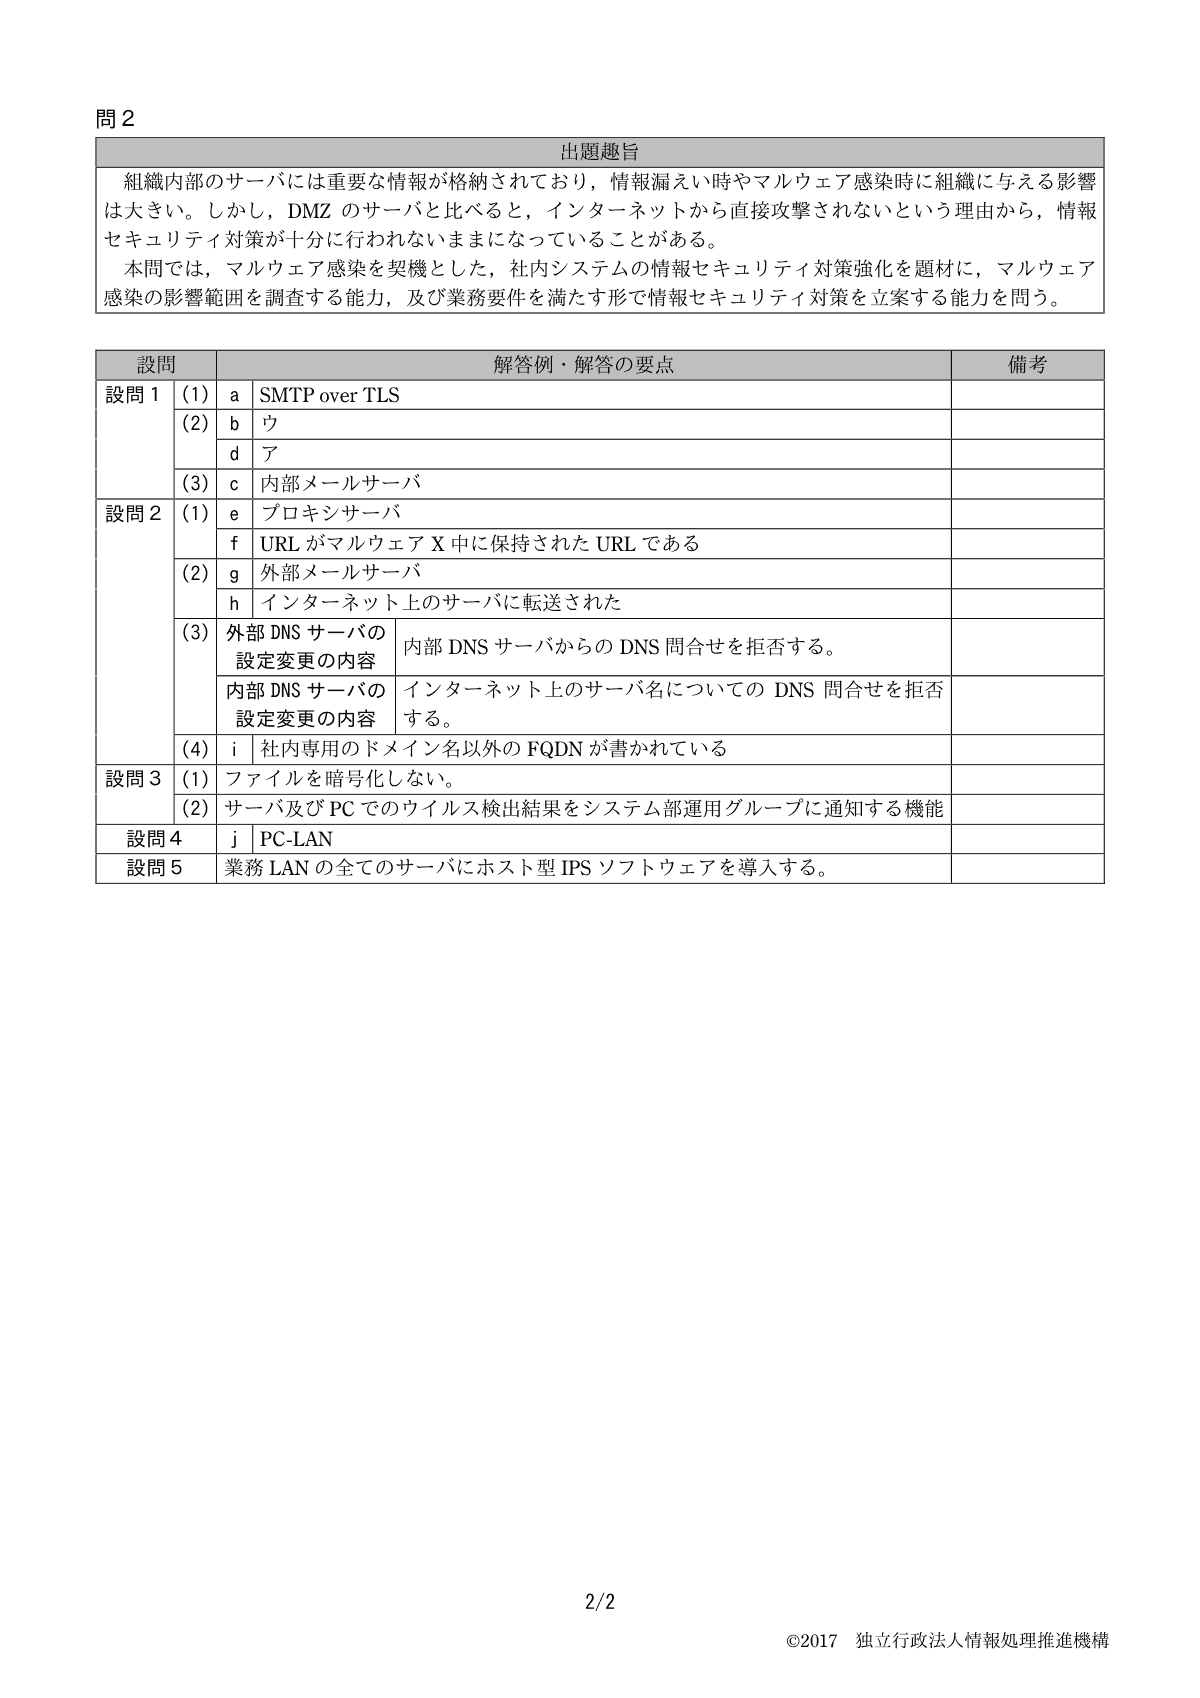 問２
出題趣旨
組織内部のサーバには重要な情報が格納されており，情報漏えい時やマルウェア感染時に組織に与える影響
は大きい。しかし，DMZ のサーバと比べると，インターネットから直接攻撃されないという理由から，情報
セキュリティ対策が十分に行われないままになっていることがある。
本問では，マルウェア感染を契機とした，社内システムの情報セキュリティ対策強化を題材に，マルウェア
感染の影響範囲を調査する能力，及び業務要件を満たす形で情報セキュリティ対策を立案する能力を問う。
設問 解答例・解答の要点 備考
設問１ (1) a SMTP over TLS
(2) b ウ
d ア
(3) c 内部メールサーバ
設問２ (1) e プロキシサーバ
f URL がマルウェア X 中に保持された URL である
(2) g 外部メールサーバ
h インターネット上のサーバに転送された
(3) 外部 DNS サーバの
設定変更の内容 内部 DNS サーバからの DNS 問合せを拒否する。
内部 DNS サーバの インターネット上のサーバ名についての DNS 問合せを拒否
設定変更の内容 する。
(4) i 社内専用のドメイン名以外の FQDN が書かれている
設問３ (1) ファイルを暗号化しない。
(2) サーバ及び PC でのウイルス検出結果をシステム部運用グループに通知する機能
設問４ j PC-LAN
設問５ 業務 LAN の全てのサーバにホスト型 IPS ソフトウェアを導入する。
2/2
©2017　独立行政法人情報処理推進機構